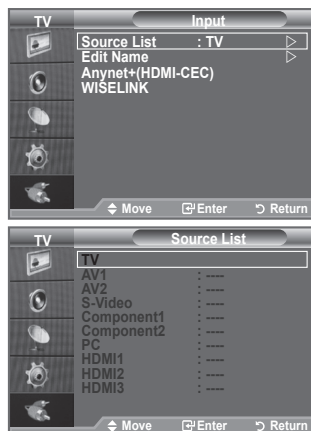 TV Input
Source List : TV
Edit Name
Anynet+(HDMI-CEC)
WISELINK
Move Enter Return
TV Source List
TV
AV1 : ----
AV2 : ----
S-Video : ----
Component1 : ----
Component2 : ----
PC : ----
HDMI1 : ----
HDMI2 : ----
HDMI3 : ----
Move Enter Return